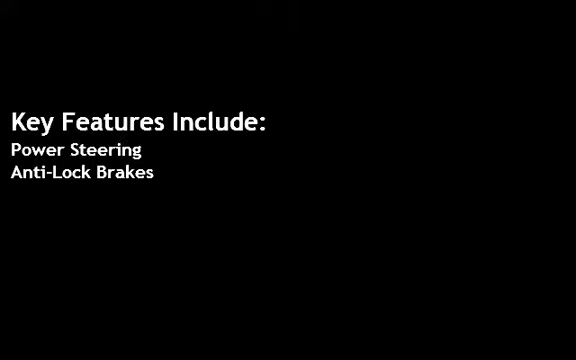 Key Features Include:
Power Steering
Anti-Lock Brakes